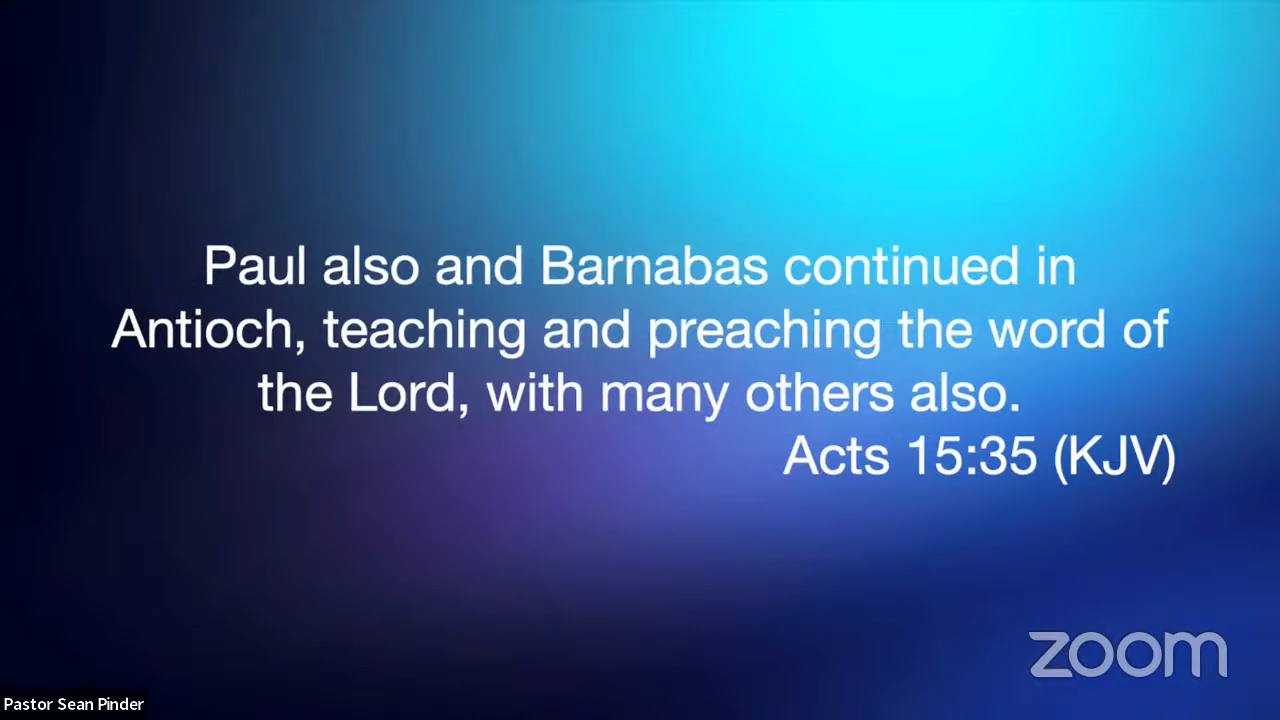 Paul also and Barnabas continued in
Antioch, teaching and preaching the word of
the Lord, with many others also.
Acts 15:35 (KJV)
zoom
Pastor Sean Pinder